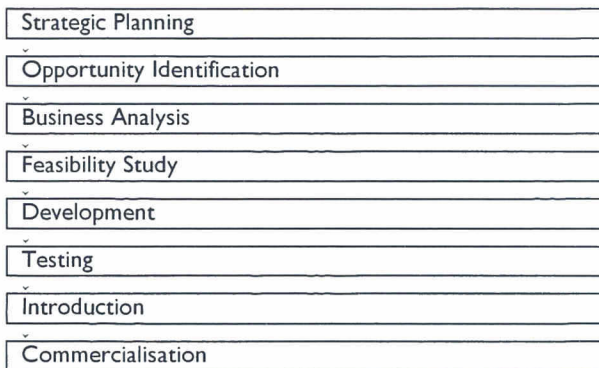 Strategic Planning
Opportunity Identification
Business Analysis
Feasibility Study
Development
Testing
Introduction
Commercialisation